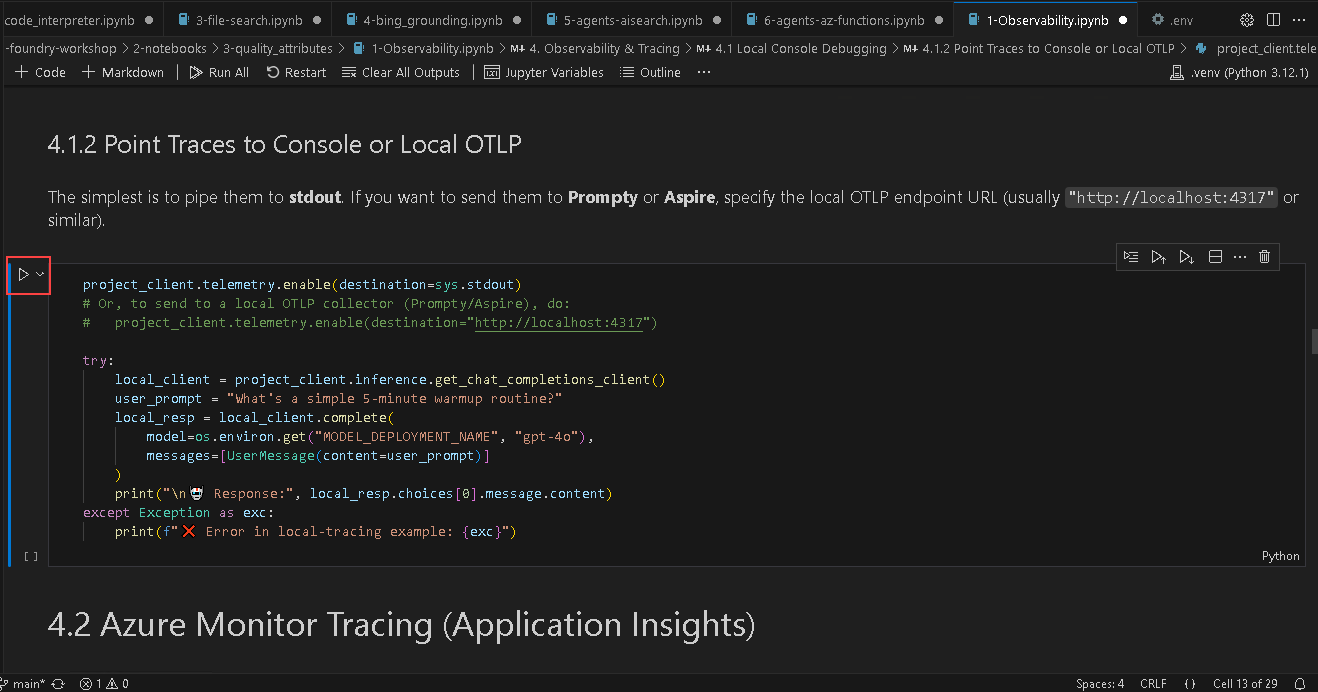 code_interpreter.ipynb 3-file-search.ipynb 4-bing_grounding.ipynb 5-agents-aisearch.ipynb 6-agents-az-functions.ipynb 1-Observability.ipynb .env
-foundry-workshop > 2-notebooks > 3-quality_attributes > 1-Observability.ipynb > M↓ 4. Observability & Tracing > M↓ 4.1 Local Console Debugging > M↓ 4.1.2 Point Traces to Console or Local OTLP > project_client.tele
+ Code + Markdown | Run All Restart Clear All Outputs | Jupyter Variables Outline ... .venv (Python 3.12.1)
4.1.2 Point Traces to Console or Local OTLP
The simplest is to pipe them to stdout. If you want to send them to Prompty or Aspire, specify the local OTLP endpoint URL (usually "http://localhost:4317" or
similar).
project_client.telemetry.enable(destination=sys.stdout)
# Or, to send to a local OTLP collector (Prompty/Aspire), do:
#   project_client.telemetry.enable(destination="http://localhost:4317")
try:
    local_client = project_client.inference.get_chat_completions_client()
    user_prompt = "What's a simple 5-minute warmup routine?"
    local_resp = local_client.complete(
        model=os.environ.get("MODEL_DEPLOYMENT_NAME", "gpt-4o"),
        messages=[UserMessage(content=user_prompt)]
    )
    print("\n🤖 Response:", local_resp.choices[0].message.content)
except Exception as exc:
    print(f"❌ Error in local-tracing example: {exc}")
[ ] Python
4.2 Azure Monitor Tracing (Application Insights)
main* 1 0 Spaces: 4 CRLF {} Cell 13 of 29